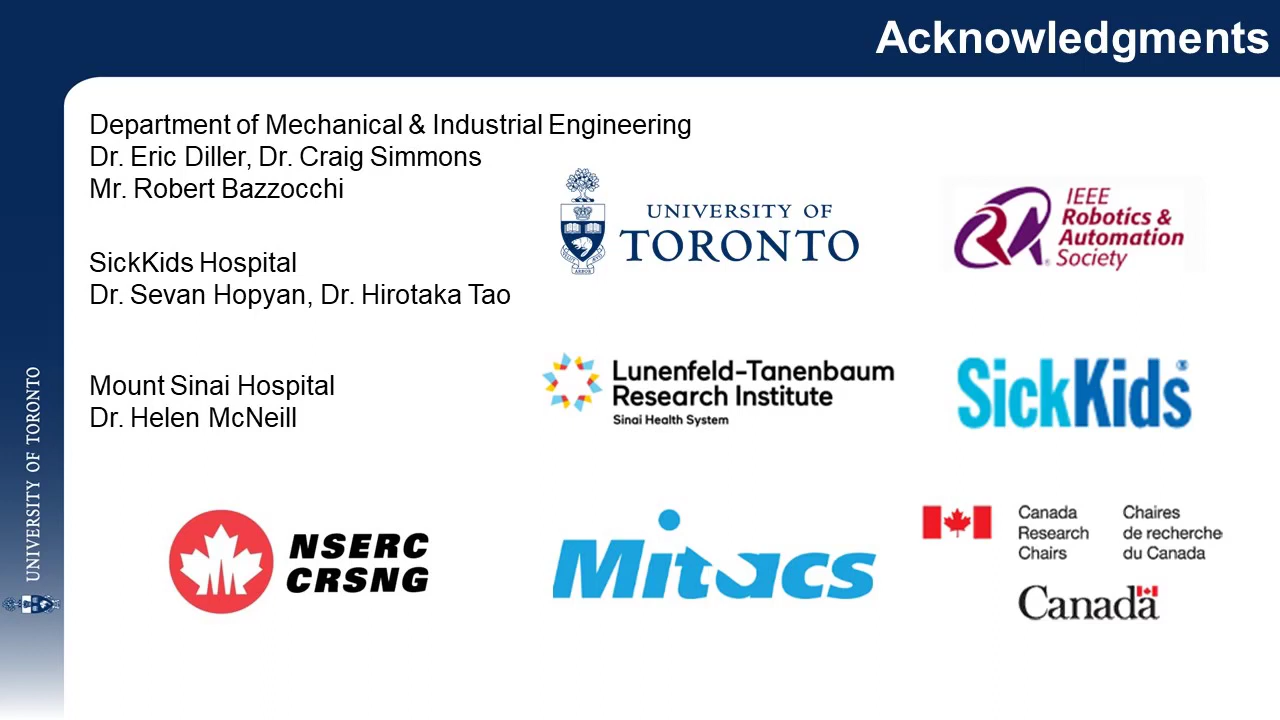 Acknowledgments
Department of Mechanical & Industrial Engineering
Dr. Eric Diller, Dr. Craig Simmons
Mr. Robert Bazzocchi
UNIVERSITY OF
TORONTO
IEEE
Robotics &
Automation
Society
SickKids Hospital
Dr. Sevan Hopyan, Dr. Hirotaka Tao
Mount Sinai Hospital
Dr. Helen McNeill
Lunenfeld-Tanenbaum
Research Institute
Sinai Health System
SickKids®
NSERC
CRSNG
Mitacs
Canada
Research
Chairs
Chaires
de recherche
du Canada
Canada
UNIVERSITY OF TORONTO